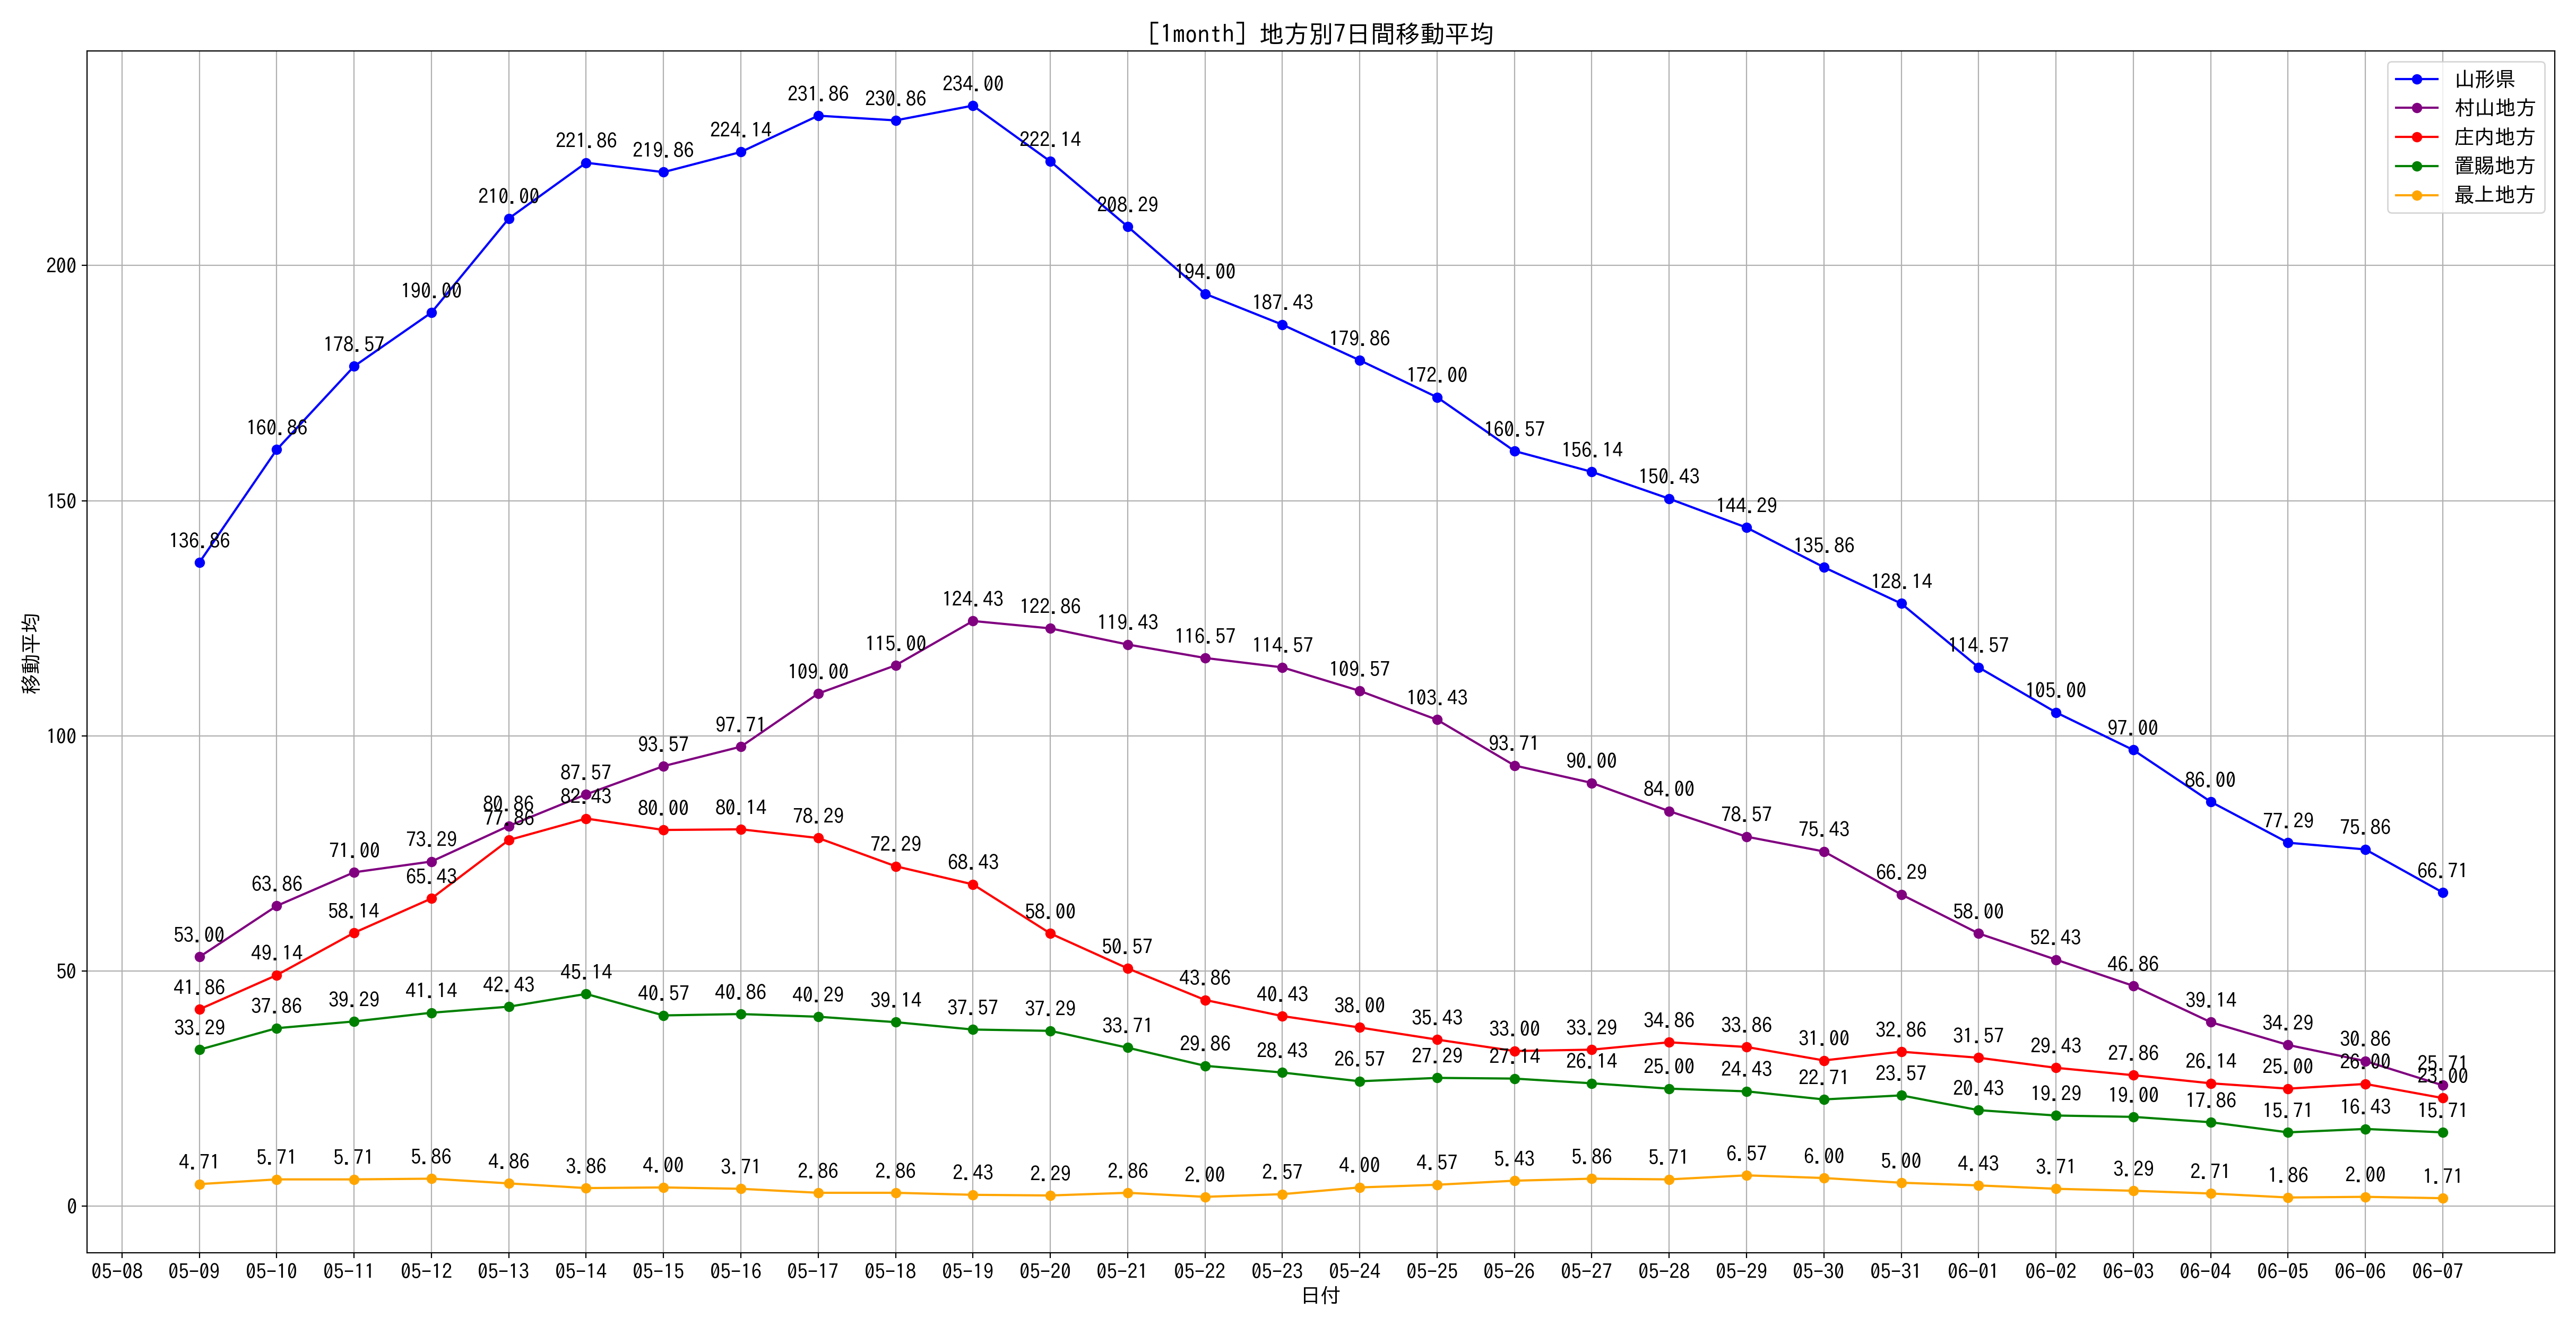 [1month] 地方別7日間移動平均
山形県
村山地方
庄内地方
置賜地方
最上地方
移動平均
200
150
100
50
0
136.86 160.86 178.57 190.00 210.00 221.86 219.86 224.14 231.86 230.86 234.00 222.14 208.29 194.00 187.43 179.86 172.00 160.57 156.14 150.43 144.29 135.86 128.14 114.57 105.00 97.00 86.00 77.29 75.86 66.71
53.00 63.86 71.00 73.29 80.86 87.57 93.57 97.71 109.00 115.00 124.43 122.86 119.43 116.57 114.57 109.57 103.43 93.71 90.00 84.00 78.57 75.43 66.29 58.00 52.43 46.86 39.14 34.29 30.86 25.71
41.86 49.14 58.14 65.43 77.86 82.43 80.00 80.14 78.29 72.29 68.43 58.00 50.57 43.86 40.43 38.00 35.43 33.00 33.29 34.86 33.86 31.00 32.86 31.57 29.43 27.86 26.14 25.00 26.00 23.00
33.29 37.86 39.29 41.14 42.43 45.14 40.57 40.86 40.29 39.14 37.57 37.29 33.71 29.86 28.43 26.57 27.29 27.14 26.14 25.00 24.43 22.71 23.57 20.43 19.29 19.00 17.86 15.71 16.43 15.71
4.71 5.71 5.71 5.86 4.86 3.86 4.00 3.71 2.86 2.86 2.43 2.29 2.86 2.00 2.57 4.00 4.57 5.43 5.86 5.71 6.57 6.00 5.00 4.43 3.71 3.29 2.71 1.86 2.00 1.71
05-08 05-09 05-10 05-11 05-12 05-13 05-14 05-15 05-16 05-17 05-18 05-19 05-20 05-21 05-22 05-23 05-24 05-25 05-26 05-27 05-28 05-29 05-30 05-31 06-01 06-02 06-03 06-04 06-05 06-06 06-07
日付